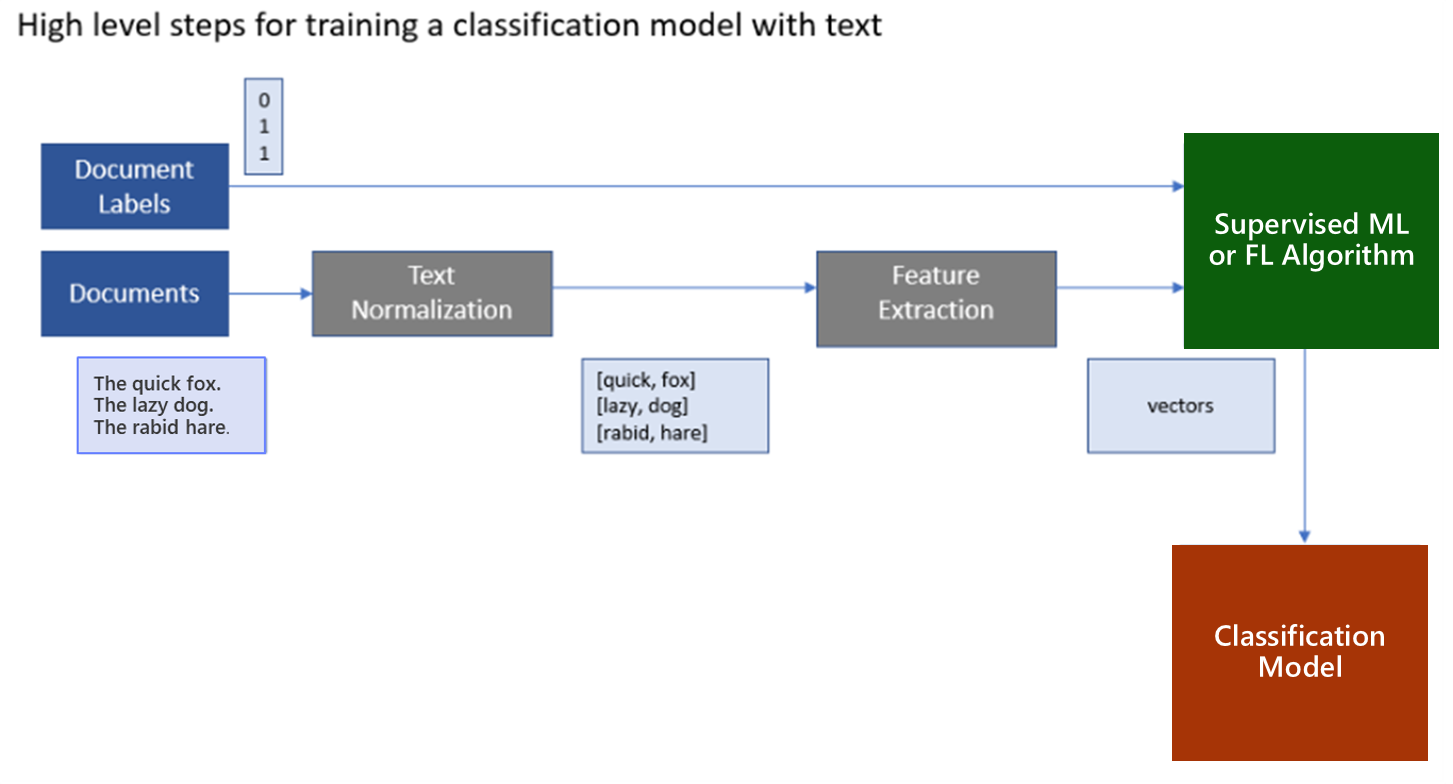 High level steps for training a classification model with text
0
1
1
Document
Labels
Supervised ML
or FL Algorithm
Documents
Text
Normalization
Feature
Extraction
The quick fox.
The lazy dog.
The rabid hare.
[quick, fox]
[lazy, dog]
[rabid, hare]
vectors
Classification
Model